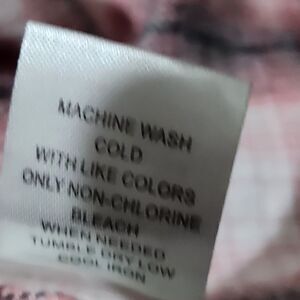 MACHINE WASH
COLD
WITH LIKE COLORS
ONLY NON-CHLORINE
BLEACH
WHEN NEEDED
TUMBLE DRY LOW
COOL IRON